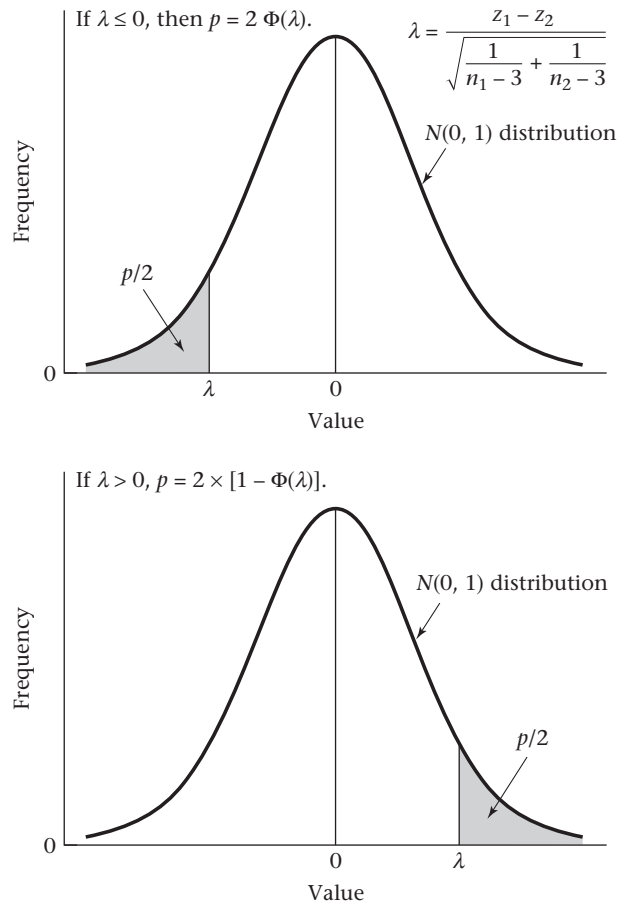 If λ ≤ 0, then p = 2 Φ(λ).
λ = z₁ – z₂ / √(1/(n₁ – 3) + 1/(n₂ – 3))
N(0, 1) distribution
Frequency
p/2
0
λ
0
Value
If λ > 0, p = 2 × [1 – Φ(λ)].
N(0, 1) distribution
Frequency
p/2
0
0
λ
Value